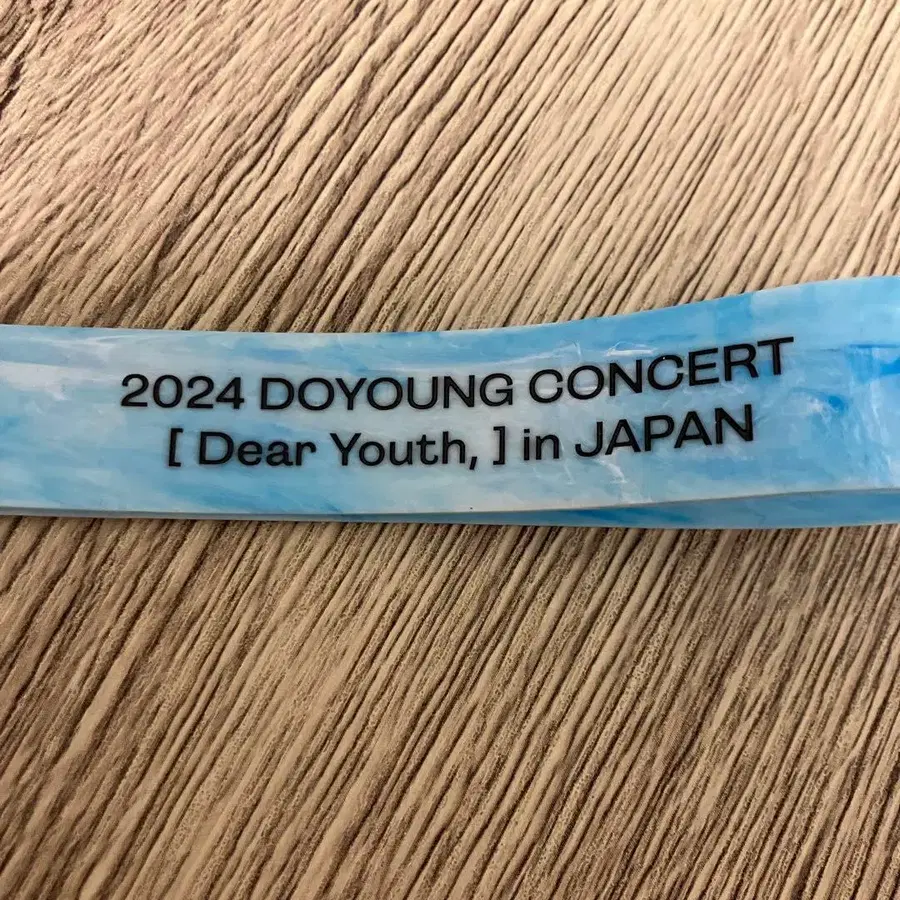 2024 DOYOUNG CONCERT
[ Dear Youth, ] in JAPAN